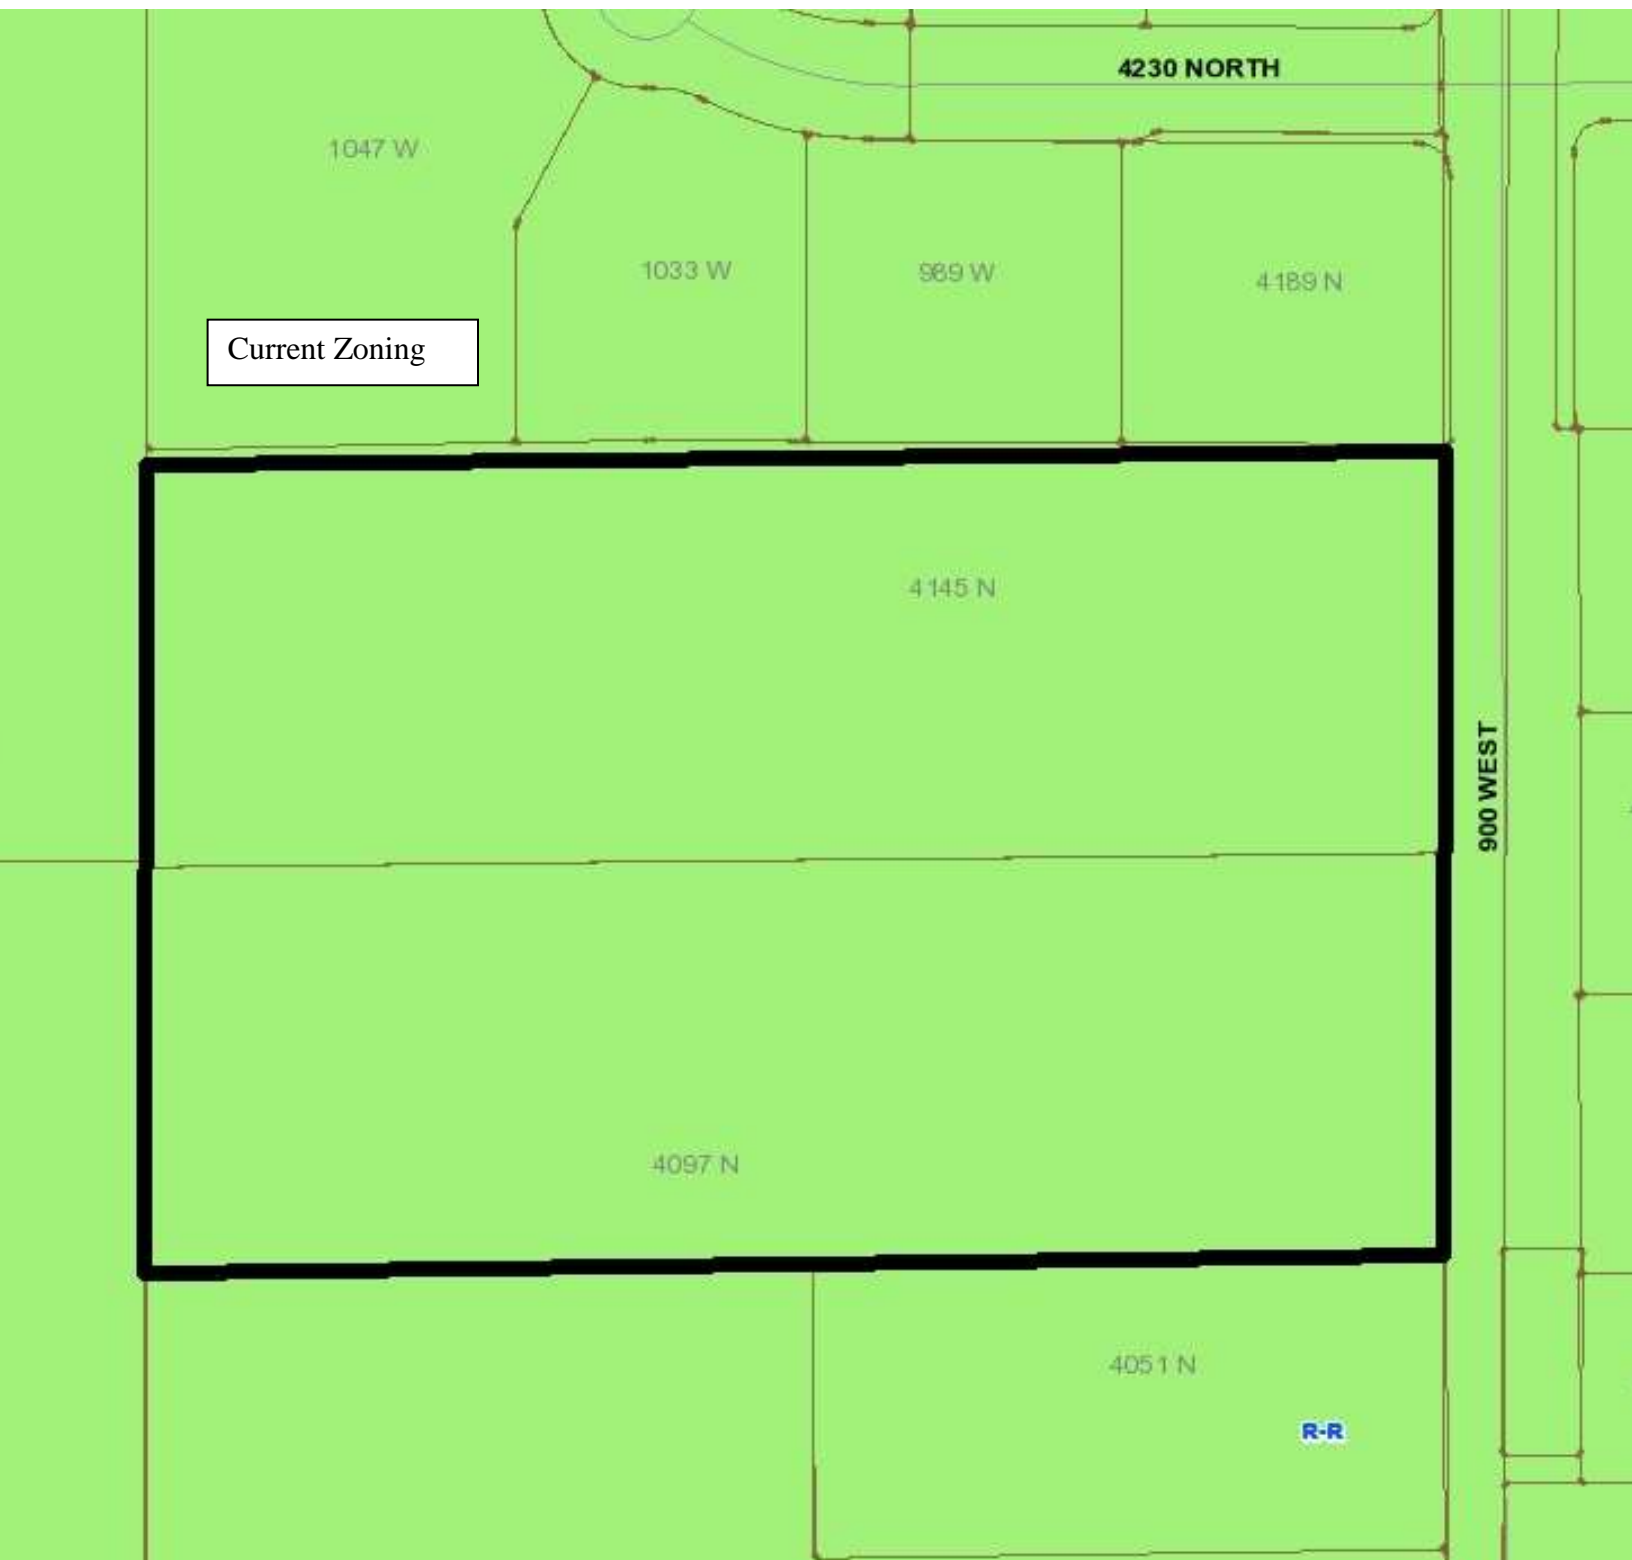 4230 NORTH
1047 W
1033 W
989 W
4189 N
Current Zoning
4145 N
900 WEST
4097 N
4051 N
R-R